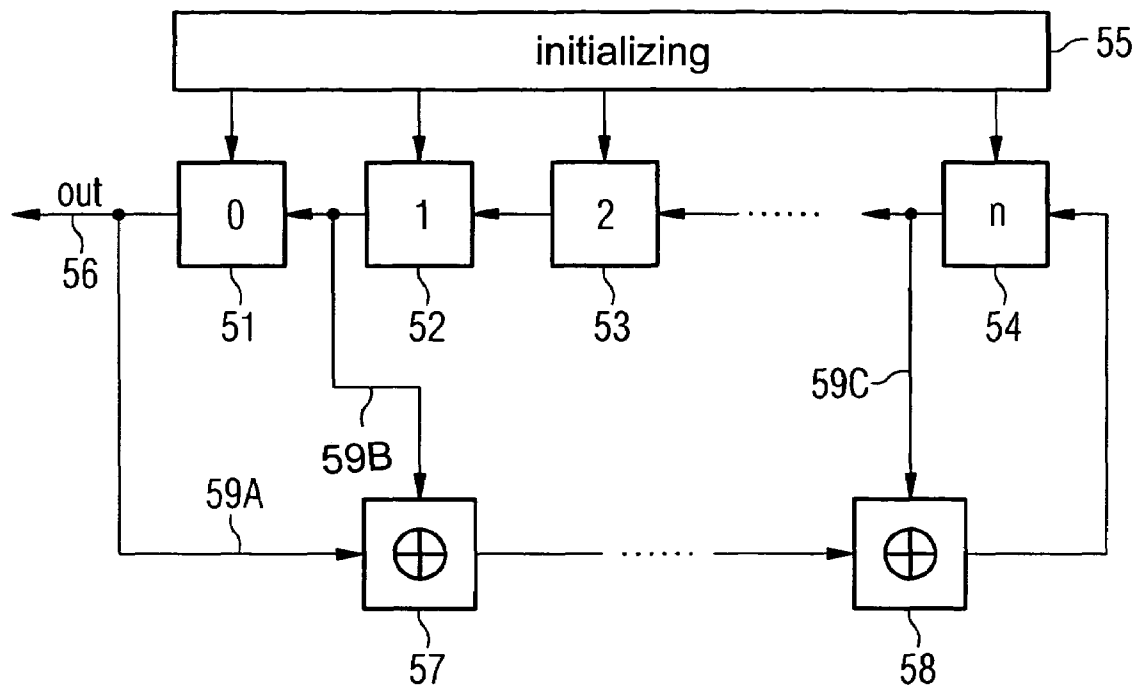 initializing
55
out
0
1
2
......
n
56
51
52
53
54
59C
59B
59A
......
57
58